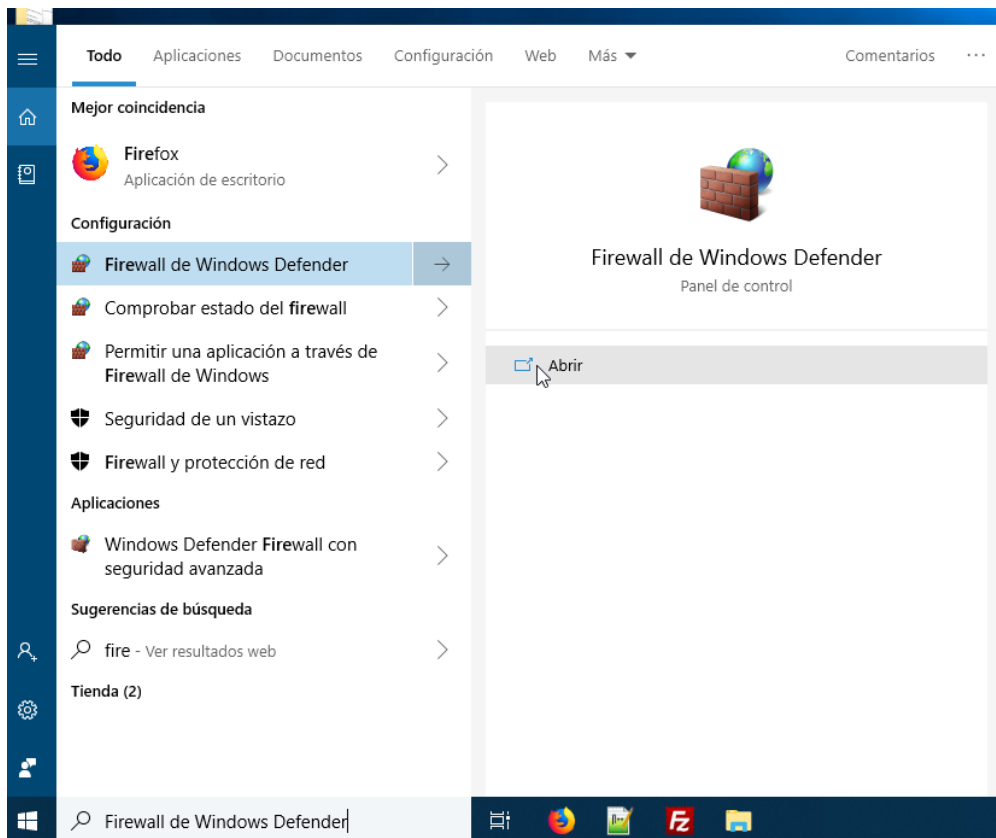 Todo Aplicaciones Documentos Configuración Web Más Comentarios ...
Mejor coincidencia
Firefox
Aplicación de escritorio
Configuración
Firewall de Windows Defender
Comprobar estado del firewall
Permitir una aplicación a través de
Firewall de Windows
Seguridad de un vistazo
Firewall y protección de red
Aplicaciones
Windows Defender Firewall con
seguridad avanzada
Sugerencias de búsqueda
fire - Ver resultados web
Tienda (2)
Firewall de Windows Defender
Panel de control
Abrir
Firewall de Windows Defender